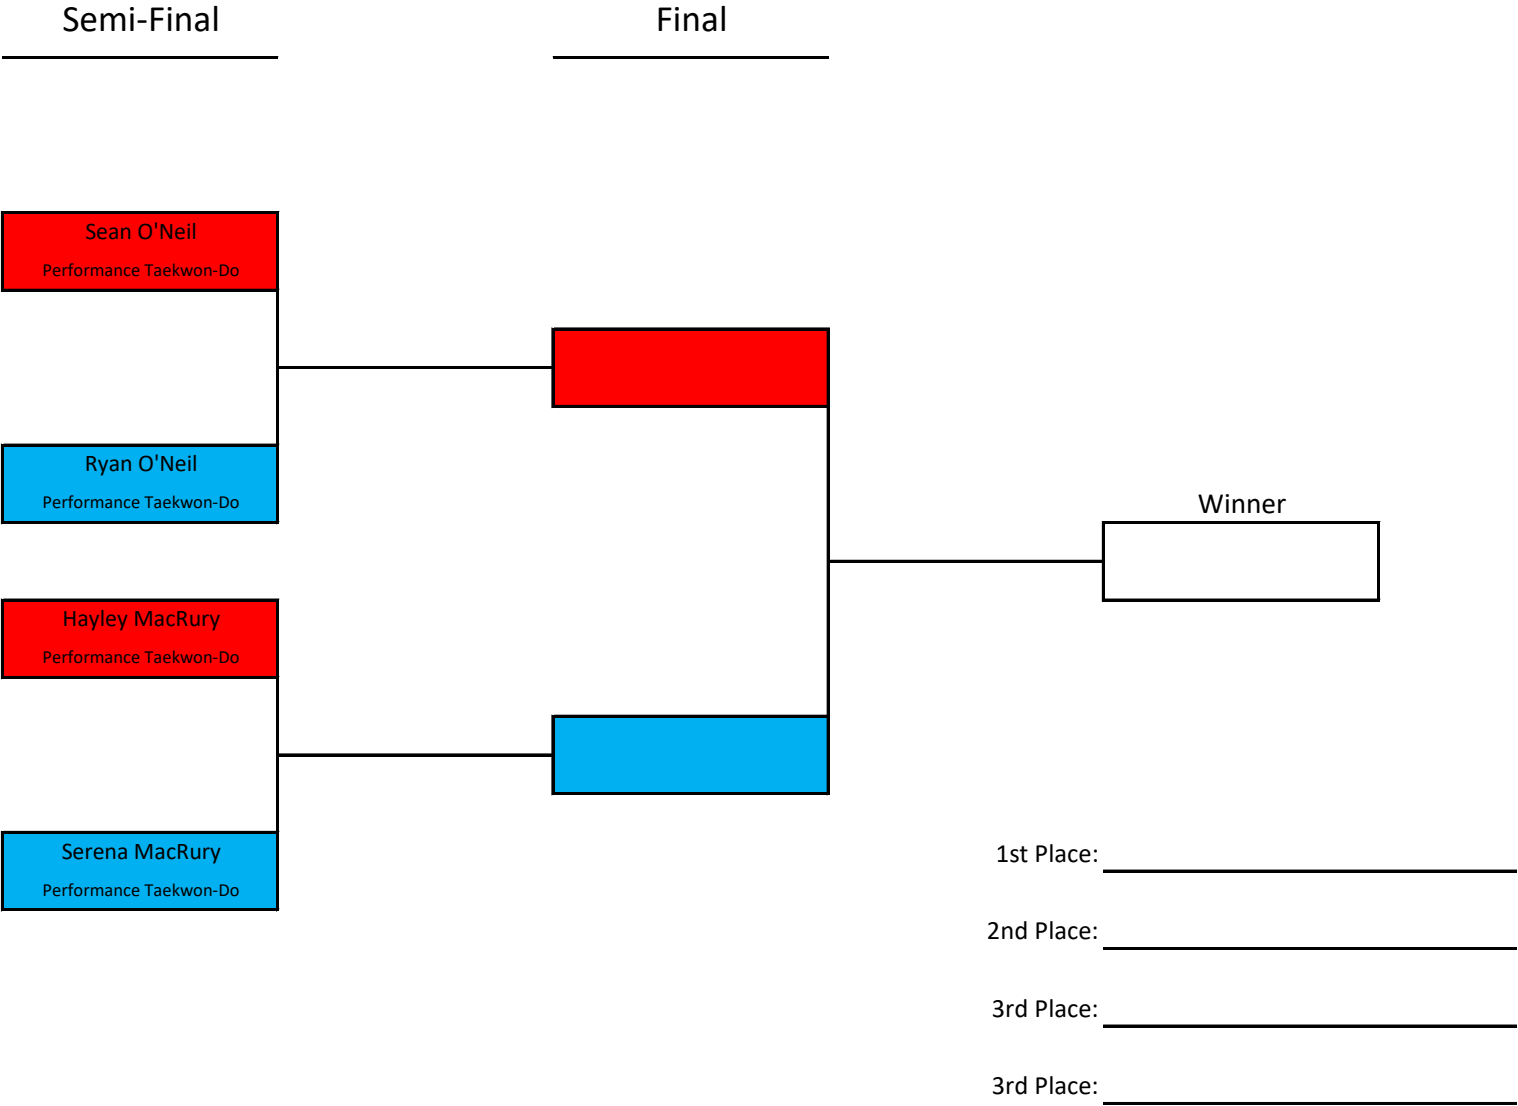 Semi-Final
Final
Sean O'Neil
Performance Taekwon-Do
Ryan O'Neil
Performance Taekwon-Do
Winner
Hayley MacRury
Performance Taekwon-Do
Serena MacRury
Performance Taekwon-Do
1st Place:
2nd Place:
3rd Place:
3rd Place: